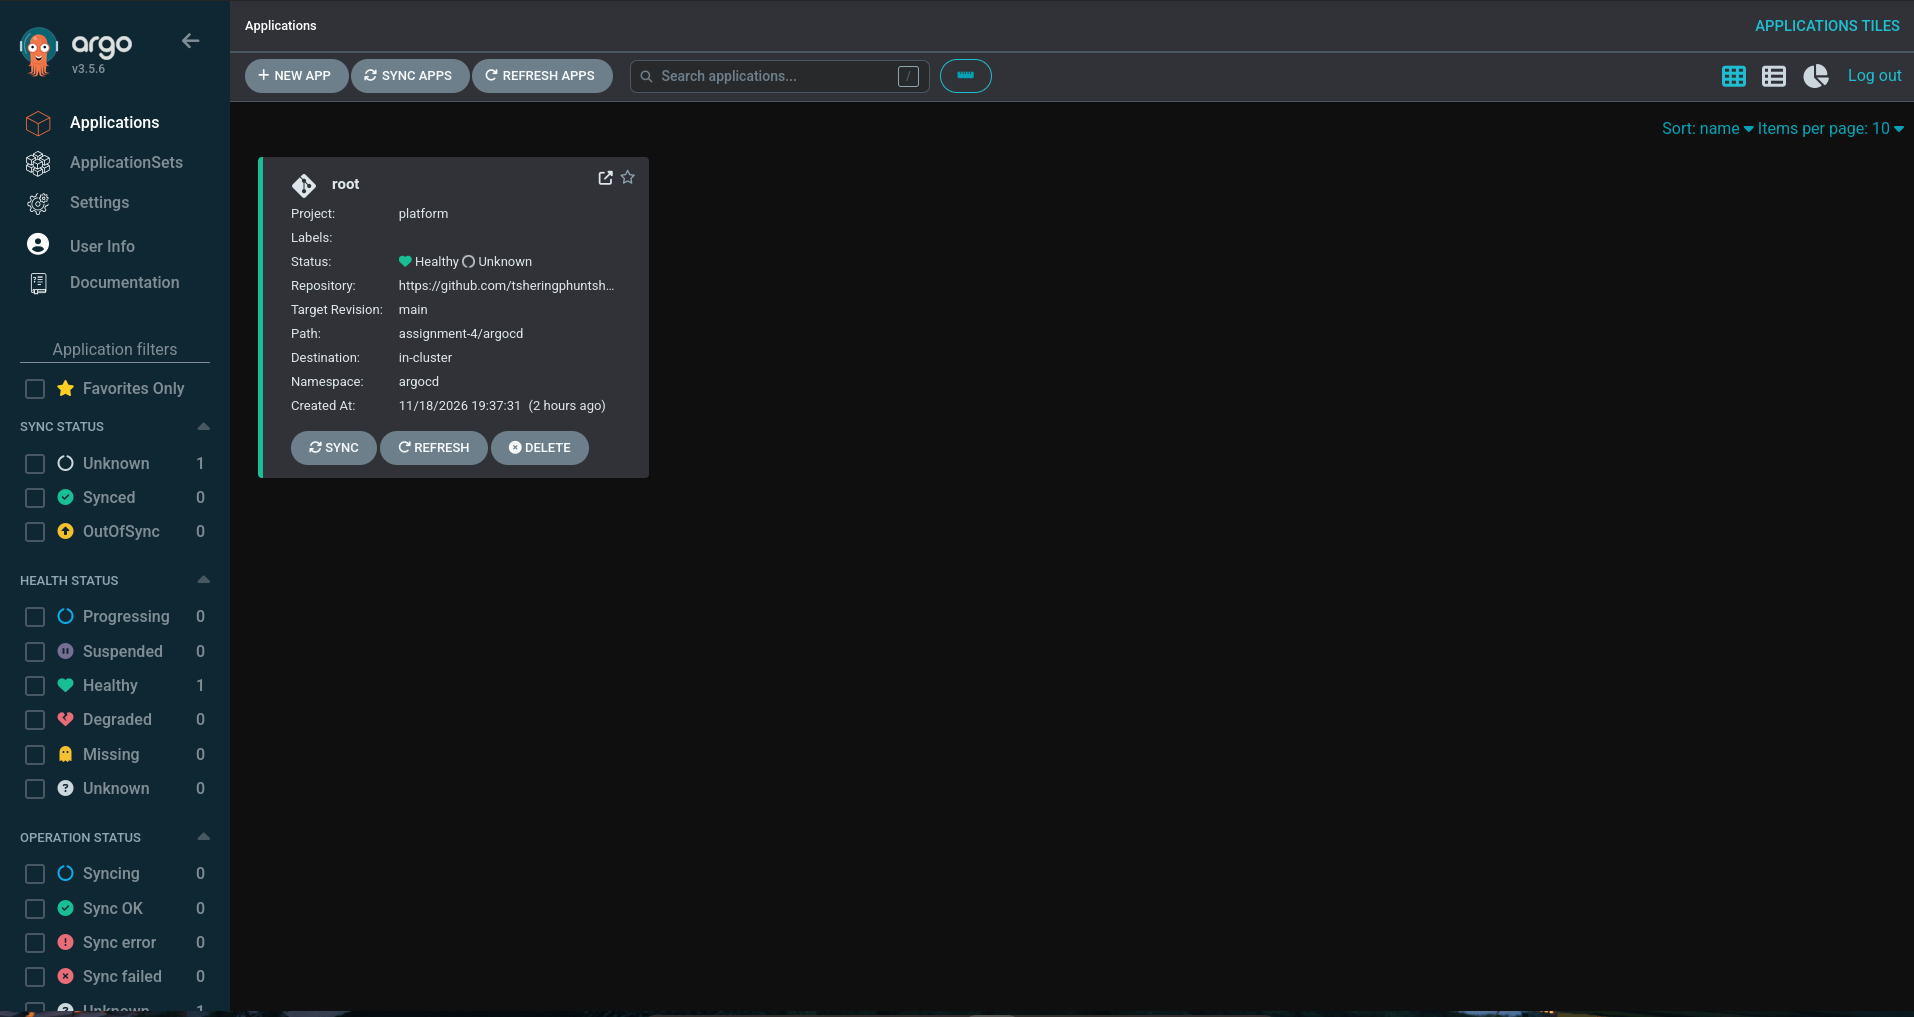 argo
v3.5.6
Applications
ApplicationSets
Settings
User Info
Documentation
Application filters
Favorites Only
SYNC STATUS
Unknown 1
Synced 0
OutOfSync 0
HEALTH STATUS
Progressing 0
Suspended 0
Healthy 1
Degraded 0
Missing 0
Unknown 0
OPERATION STATUS
Syncing 0
Sync OK 0
Sync error 0
Sync failed 0
Unknown 1
Applications
APPLICATIONS TILES
NEW APP
SYNC APPS
REFRESH APPS
Search applications... /
Log out
Sort: name Items per page: 10
root
Project: platform
Labels:
Status: Healthy Unknown
Repository: https://github.com/tsheringphuntsh...
Target Revision: main
Path: assignment-4/argocd
Destination: in-cluster
Namespace: argocd
Created At: 11/18/2026 19:37:31 (2 hours ago)
SYNC
REFRESH
DELETE